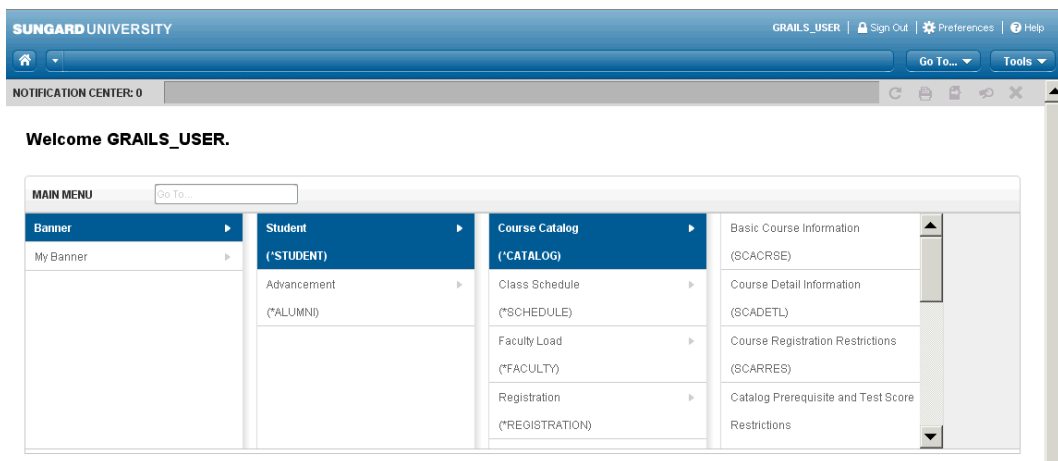 SUNGARD UNIVERSITY
GRAILS_USER | Sign Out | Preferences | Help
Go To... Tools
NOTIFICATION CENTER: 0
Welcome GRAILS_USER.
MAIN MENU Go To...
Banner
My Banner
Student
(*STUDENT)
Advancement
(*ALUMNI)
Course Catalog
(*CATALOG)
Class Schedule
(*SCHEDULE)
Faculty Load
(*FACULTY)
Registration
(*REGISTRATION)
Basic Course Information
(SCACRSE)
Course Detail Information
(SCADETL)
Course Registration Restrictions
(SCARRES)
Catalog Prerequisite and Test Score
Restrictions